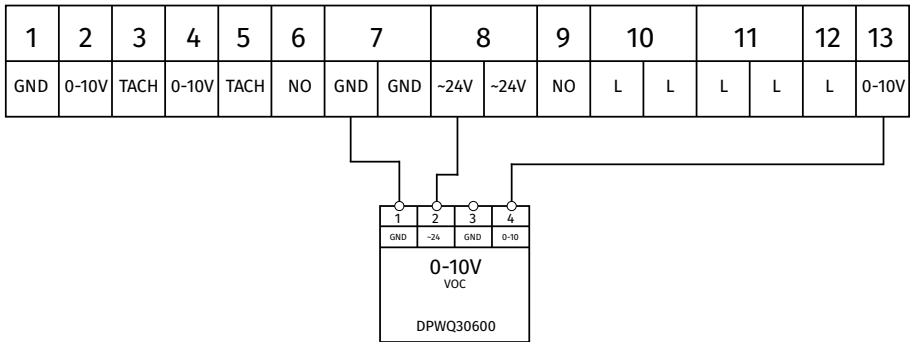 1 2 3 4 5 6 7 8 9 10 11 12 13
GND 0-10V TACH 0-10V TACH NO GND GND ~24V ~24V NO L L L L L 0-10V
1 2 3 4
GND ~24 GND 0-10
0-10V
VOC
DPWQ30600